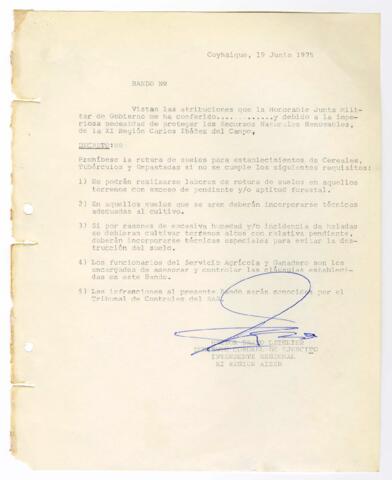 Coyhaique, 19 Junio 1975
BANDO Nº
Vistas las atribuciones que la Honorable Junta Mili-
tar de Gobierno me ha conferido..........y debido a la impe-
riosa necesidad de proteger los Recursos Naturales Renovables,
de la XI Región Carlos Ibáñez del Campo,
DECRETO:
Prohíbese la rotura de suelos para establecimientos de Cereales,
Tubérculos y Empastadas si no se cumple los siguientes requisitos:
1) No podrán realizarse labores de rotura de suelos en aquellos
terrenos con exceso de pendiente y/o aptitud forestal.
2) En aquellos suelos que se aren deberán incorporarse técnicas
adecuadas al cultivo.
3) Si por razones de excesiva humedad y/o incidencia de heladas
se debieran cultivar terrenos altos con relativa pendiente,
deberán incorporarse técnicas especiales para evitar la des-
trucción del suelo.
4) Los funcionarios del Servicio Agrícola y Ganadero son los
encargados de asesorar y controlar las cláusulas estableci-
das en este Bando.
5) Las infracciones al presente Bando serán conocidas por el
Tribunal de Controles del SAG.
LETELIER
CORONEL DE EJERCITO
INTENDENTE REGIONAL
XI REGION AISEN